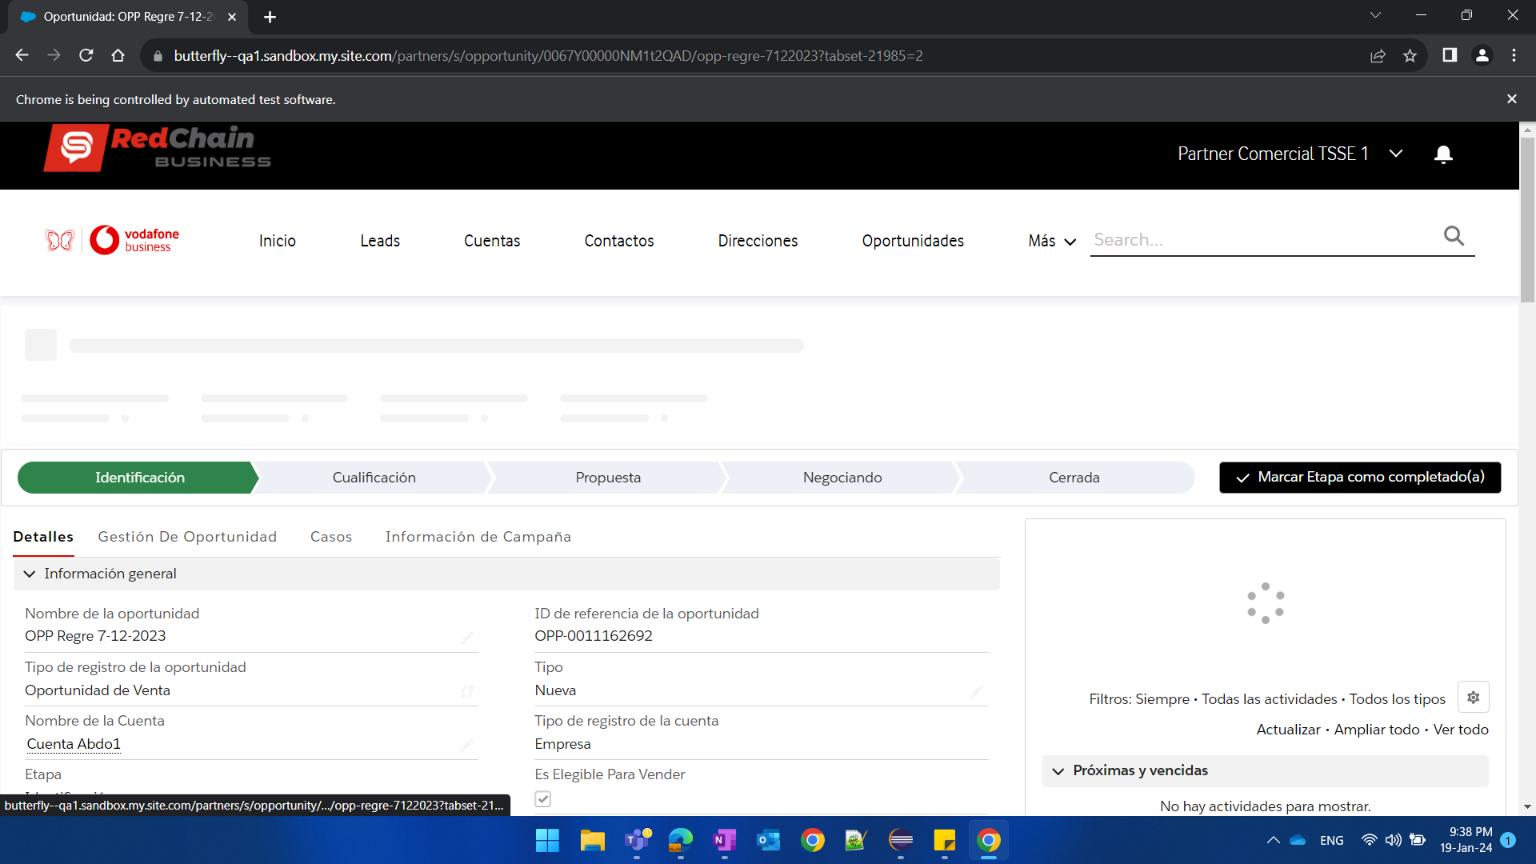 Oportunidad: OPP Regre 7-12-2
butterfly--qa1.sandbox.my.site.com/partners/s/opportunity/0067Y00000NM1t2QAD/opp-regre-7122023?tabset-21985=2
Chrome is being controlled by automated test software.
RedChain
BUSINESS
Partner Comercial TSSE 1
vodafone
business
Inicio
Leads
Cuentas
Contactos
Direcciones
Oportunidades
Más
Search...
Identificación
Cualificación
Propuesta
Negociando
Cerrada
Marcar Etapa como completado(a)
Detalles
Gestión De Oportunidad
Casos
Información de Campaña
Información general
Nombre de la oportunidad
OPP Regre 7-12-2023
ID de referencia de la oportunidad
OPP-0011162692
Tipo de registro de la oportunidad
Oportunidad de Venta
Tipo
Nueva
Nombre de la Cuenta
Cuenta Abdo1
Tipo de registro de la cuenta
Empresa
Etapa
Es Elegible Para Vender
Filtros: Siempre • Todas las actividades • Todos los tipos
Actualizar • Ampliar todo • Ver todo
Próximas y vencidas
No hay actividades para mostrar.
butterfly--qa1.sandbox.my.site.com/partners/s/opportunity/.../opp-regre-7122023?tabset-21...
ENG
9:38 PM
19-Jan-24
1